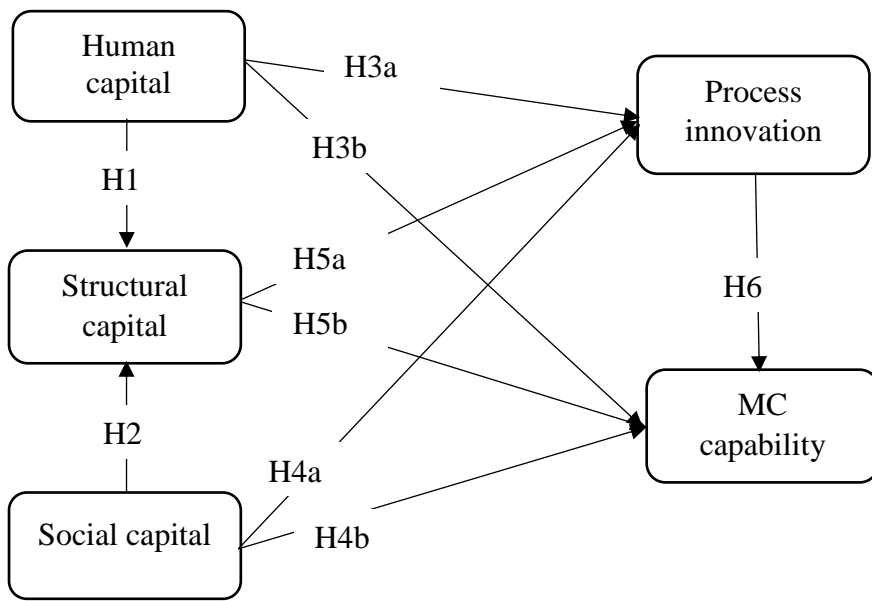 Human
capital
H3a
Process
innovation
H3b
H1
H5a
Structural
capital
H5b
H6
MC
capability
H2
H4a
Social capital
H4b